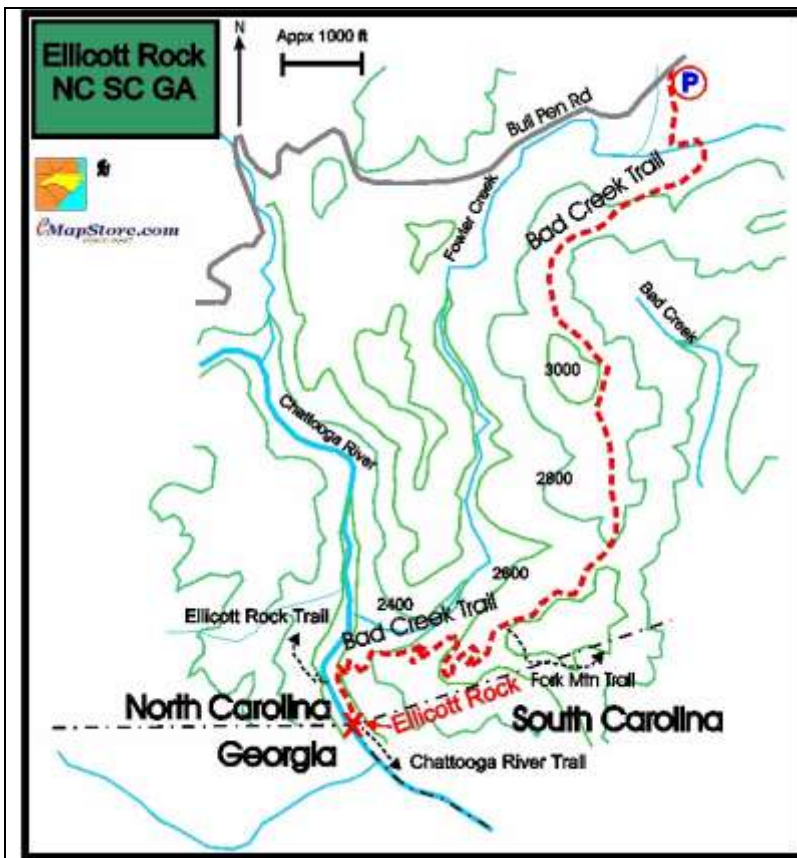 Ellicott Rock
NC SC GA
N
Appx 1000 ft
P
Bull Pen Rd
eMapStore.com
Fowler Creek
Bad Creek Trail
Bad Creek
3000
Chattooga River
2800
2600
2400
Bad Creek Trail
Ellicott Rock Trail
Fork Mtn Trail
Ellicott Rock
North Carolina
South Carolina
Georgia
X
Chattooga River Trail